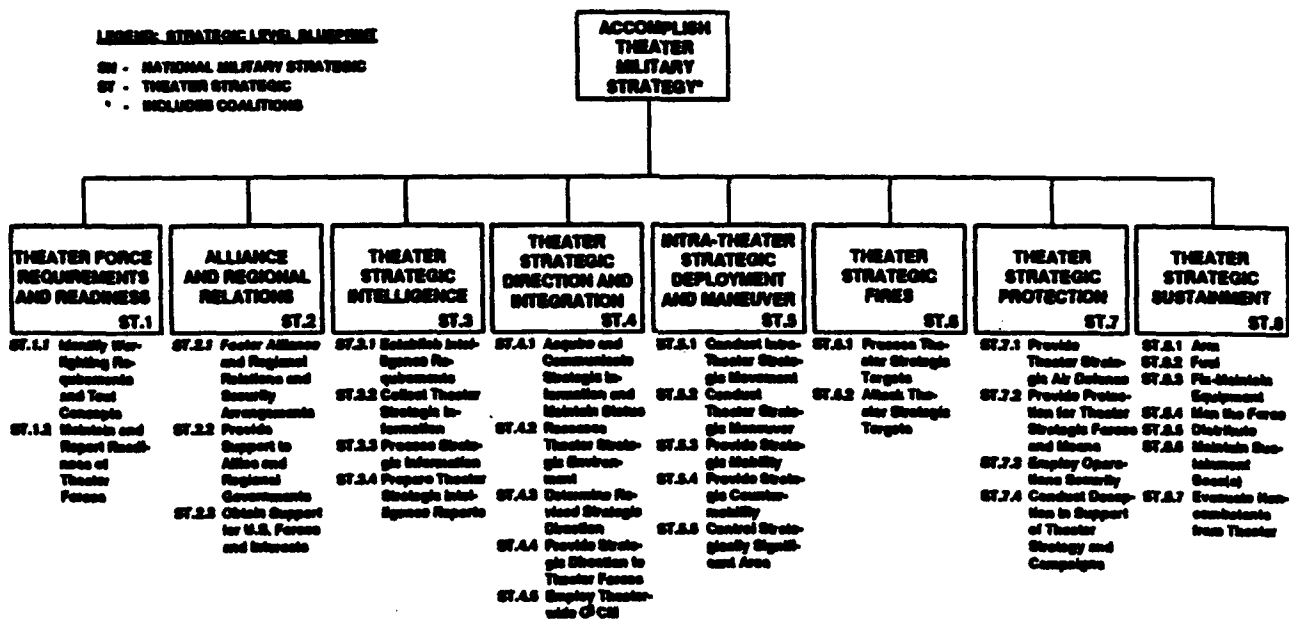 LEGEND: STRATEGIC LEVEL BLUEPRINT
SN - NATIONAL MILITARY STRATEGIC
ST - THEATER STRATEGIC
* - INCLUDES COALITIONS
ACCOMPLISH
THEATER
MILITARY
STRATEGY*
THEATER FORCE
REQUIREMENTS
AND READINESS
ST.1
ST.1.1 Identify War-
fighting Re-
quirements
and Test
Concepts
ST.1.2 Maintain and
Report Readi-
ness of
Theater
Forces
ALLIANCE
AND REGIONAL
RELATIONS
ST.2
ST.2.1 Foster Alliance
and Regional
Relations and
Security
Arrangements
ST.2.2 Provide
Support to
Allies and
Regional
Governments
ST.2.3 Obtain Support
for U.S. Forces
and Interests
THEATER
STRATEGIC
INTELLIGENCE
ST.3
ST.3.1 Establish Intel-
ligence Re-
quirements
ST.3.2 Collect Theater
Strategic In-
formation
ST.3.3 Process Strate-
gic Information
ST.3.4 Prepare Theater
Strategic Intel-
ligence Reports
THEATER
STRATEGIC
DIRECTION AND
INTEGRATION
ST.4
ST.4.1 Acquire and
Communicate
Strategic In-
formation and
Maintain Status
ST.4.2 Reassess
Theater Strate-
gic Environ-
ment
ST.4.3 Determine Re-
vised Strategic
Direction
ST.4.4 Provide Strate-
gic Direction to
Theater Forces
ST.4.5 Employ Theater-
wide C³CM
INTRA-THEATER
STRATEGIC
DEPLOYMENT
AND MANEUVER
ST.5
ST.5.1 Conduct Intra-
Theater Strate-
gic Movement
ST.5.2 Conduct
Theater Strate-
gic Maneuver
ST.5.3 Provide Strate-
gic Mobility
ST.5.4 Provide Strate-
gic Counter-
mobility
ST.5.5 Control Strate-
gically Signifi-
cant Area
THEATER
STRATEGIC
FIRES
ST.6
ST.6.1 Process The-
ater Strategic
Targets
ST.6.2 Attack The-
ater Strategic
Targets
THEATER
STRATEGIC
PROTECTION
ST.7
ST.7.1 Provide
Theater Strate-
gic Air Defense
ST.7.2 Provide Protec-
tion for Theater
Strategic Forces
and Means
ST.7.3 Employ Opera-
tions Security
ST.7.4 Conduct Decep-
tion in Support
of Theater
Strategy and
Campaigns
THEATER
STRATEGIC
SUSTAINMENT
ST.8
ST.8.1 Arm
ST.8.2 Fuel
ST.8.3 Fix-Maintain
Equipment
ST.8.4 Man the Force
ST.8.5 Distribute
ST.8.6 Maintain Sus-
tainment
Base(s)
ST.8.7 Evacuate Non-
combatants
from Theater